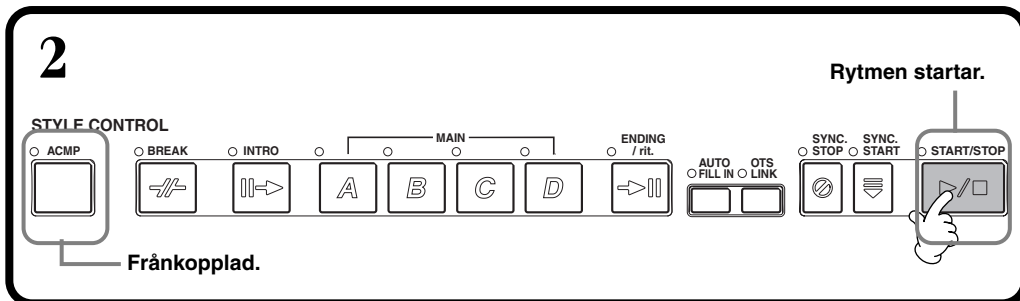 2
Rytmen startar.
STYLE CONTROL
ACMP
BREAK
INTRO
MAIN
ENDING
/ rit.
AUTO
FILL IN
OTS
LINK
SYNC.
STOP
SYNC.
START
START/STOP
A
B
C
D
Frånkopplad.